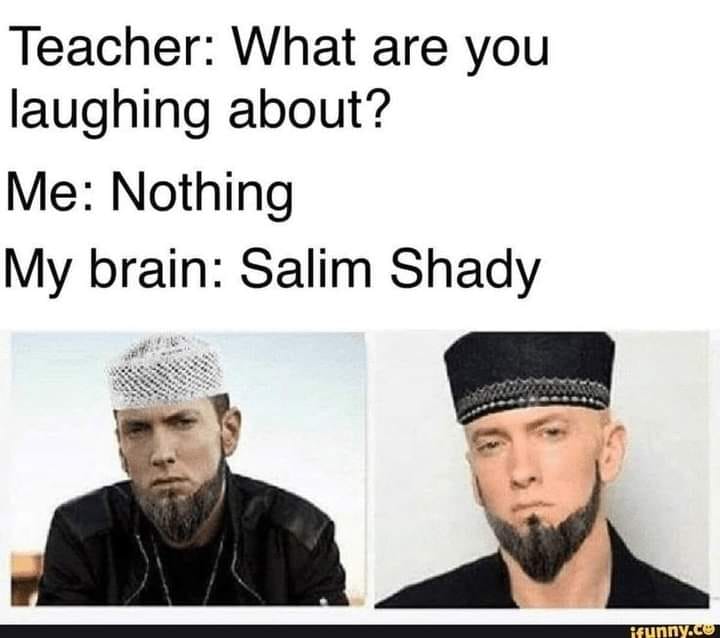 Teacher: What are you
laughing about?
Me: Nothing
My brain: Salim Shady
ifunny.co